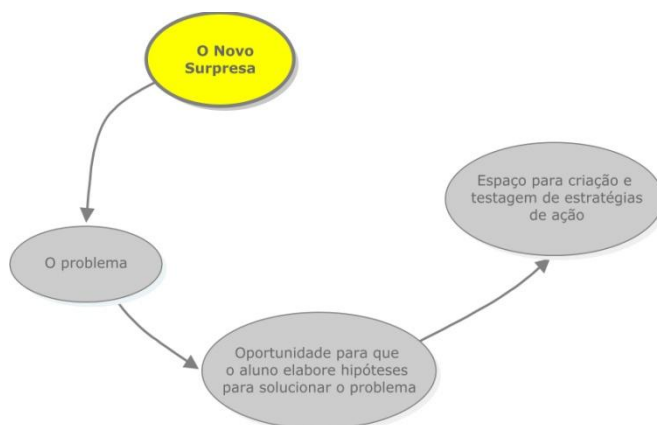 O Novo
Surpresa
O problema
Oportunidade para que
o aluno elabore hipóteses
para solucionar o problema
Espaço para criação e
testagem de estratégias
de ação